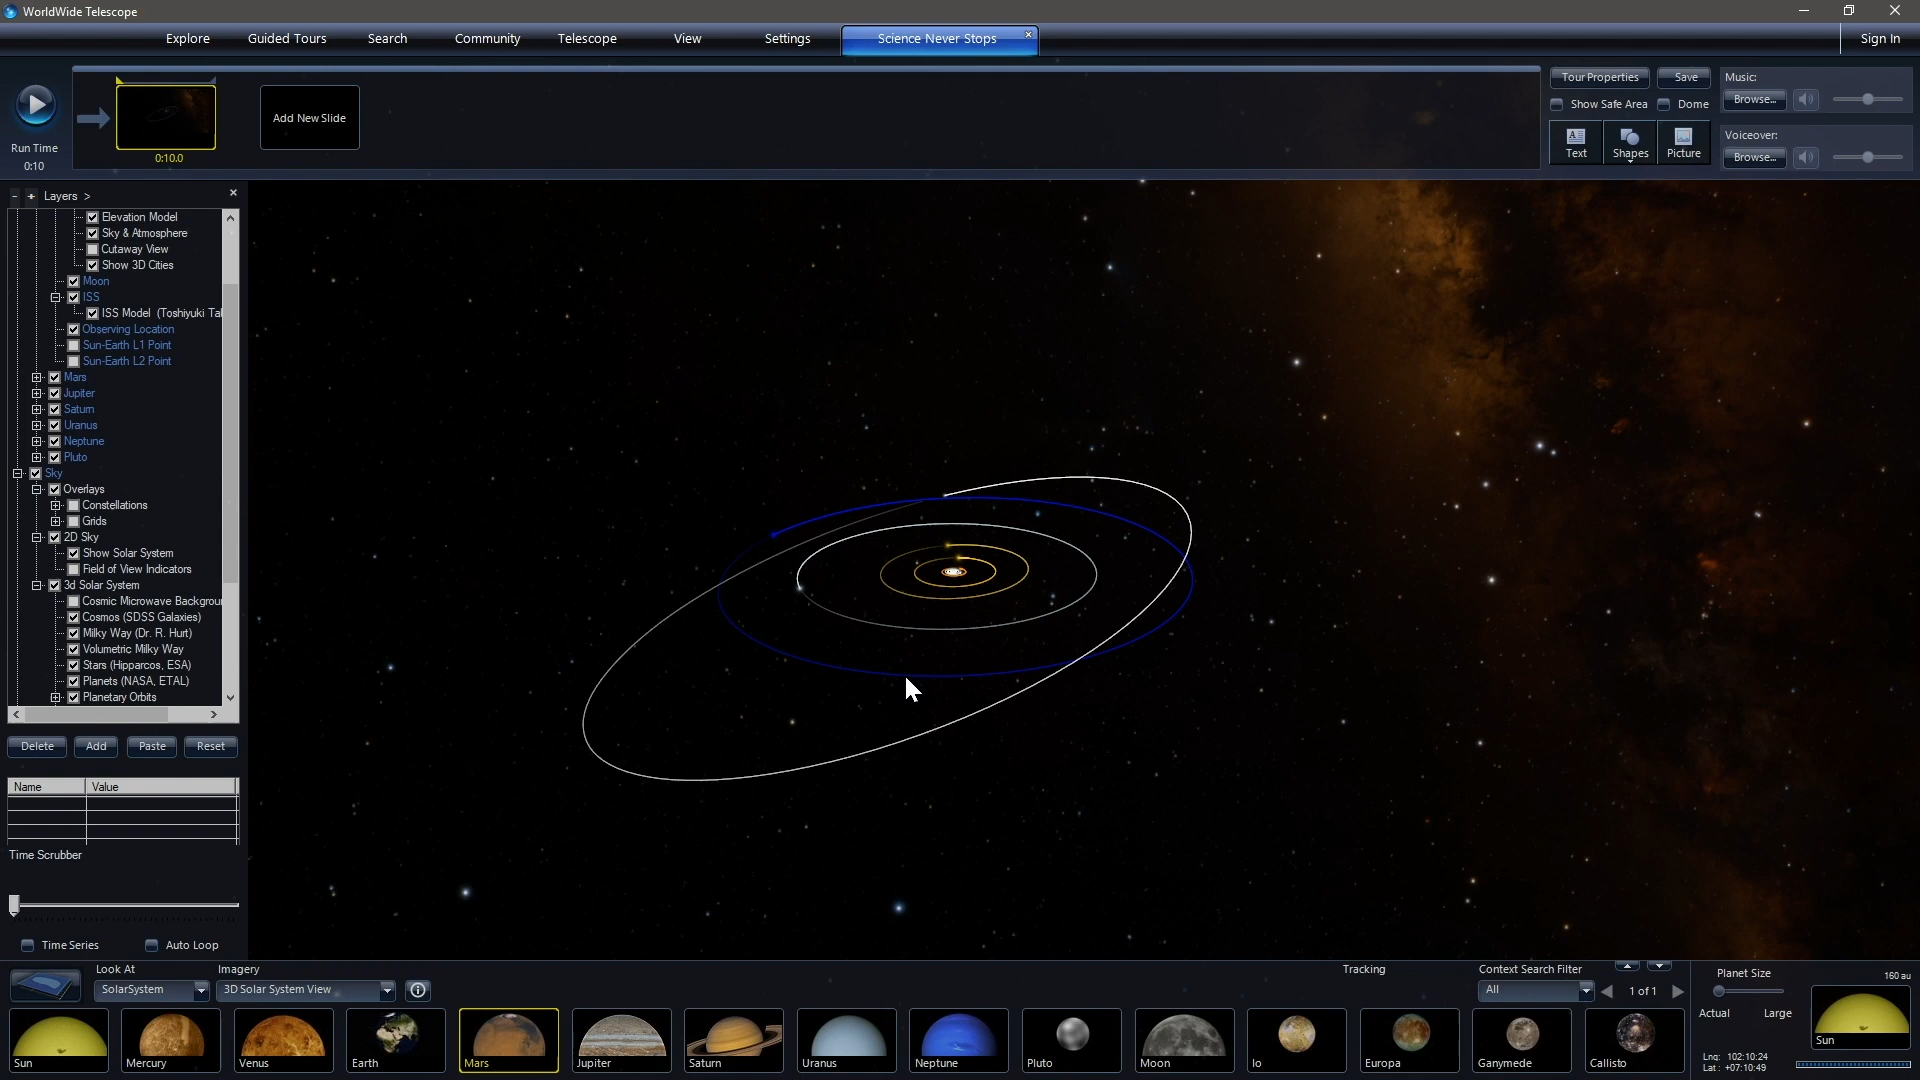 WorldWide Telescope
Explore Guided Tours Search Community Telescope View Settings Science Never Stops Sign In
Run Time
0:10
0:10.0
Add New Slide
Tour Properties Save
Show Safe Area Dome
Text Shapes Picture
Music:
Browse...
Voiceover:
Browse...
Layers >
Elevation Model
Sky & Atmosphere
Cutaway View
Show 3D Cities
Moon
ISS
ISS Model (Toshiyuki Tal
Observing Location
Sun-Earth L1 Point
Sun-Earth L2 Point
Mars
Jupiter
Saturn
Uranus
Neptune
Pluto
Sky
Overlays
Constellations
Grids
2D Sky
Show Solar System
Field of View Indicators
3d Solar System
Cosmic Microwave Backgroun
Cosmos (SDSS Galaxies)
Milky Way (Dr. R. Hurt)
Volumetric Milky Way
Stars (Hipparcos, ESA)
Planets (NASA, ETAL)
Planetary Orbits
Delete Add Paste Reset
Name Value
Time Scrubber
Time Series Auto Loop
Look At Imagery Tracking Context Search Filter
SolarSystem 3D Solar System View All 1 of 1
Planet Size 160 au
Actual Large
Sun
Lng: 102:10:24
Lat: +07:10:49
Sun Mercury Venus Earth Mars Jupiter Saturn Uranus Neptune Pluto Moon Io Europa Ganymede Callisto